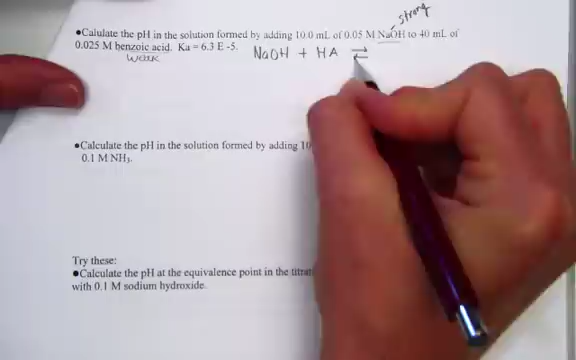 strong
●Calulate the pH in the solution formed by adding 10.0 mL of 0.05 M NaOH to 40 mL of
0.025 M benzoic acid. Ka = 6.3 E -5. NaOH + HA ⇌
weak
●Calculate the pH in the solution formed by adding 10
0.1 M NH₃.
Try these:
●Calculate the pH at the equivalence point in the titrat
with 0.1 M sodium hydroxide.